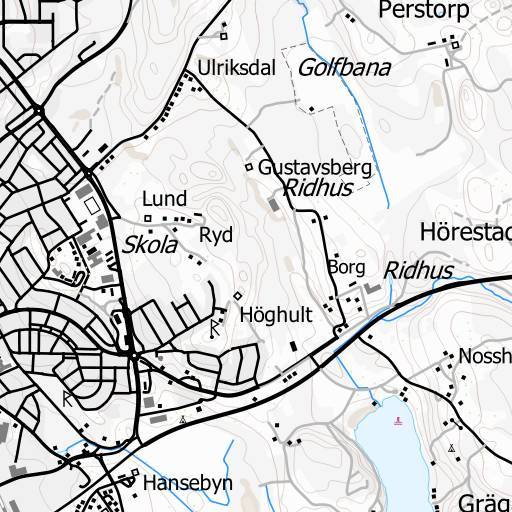 Perstorp
Ulriksdal
Golfbana
Gustavsberg
Ridhus
Lund
Skola
Ryd
Hörestad
Borg
Ridhus
Höghult
Nossh
Hansebyn
Gräg